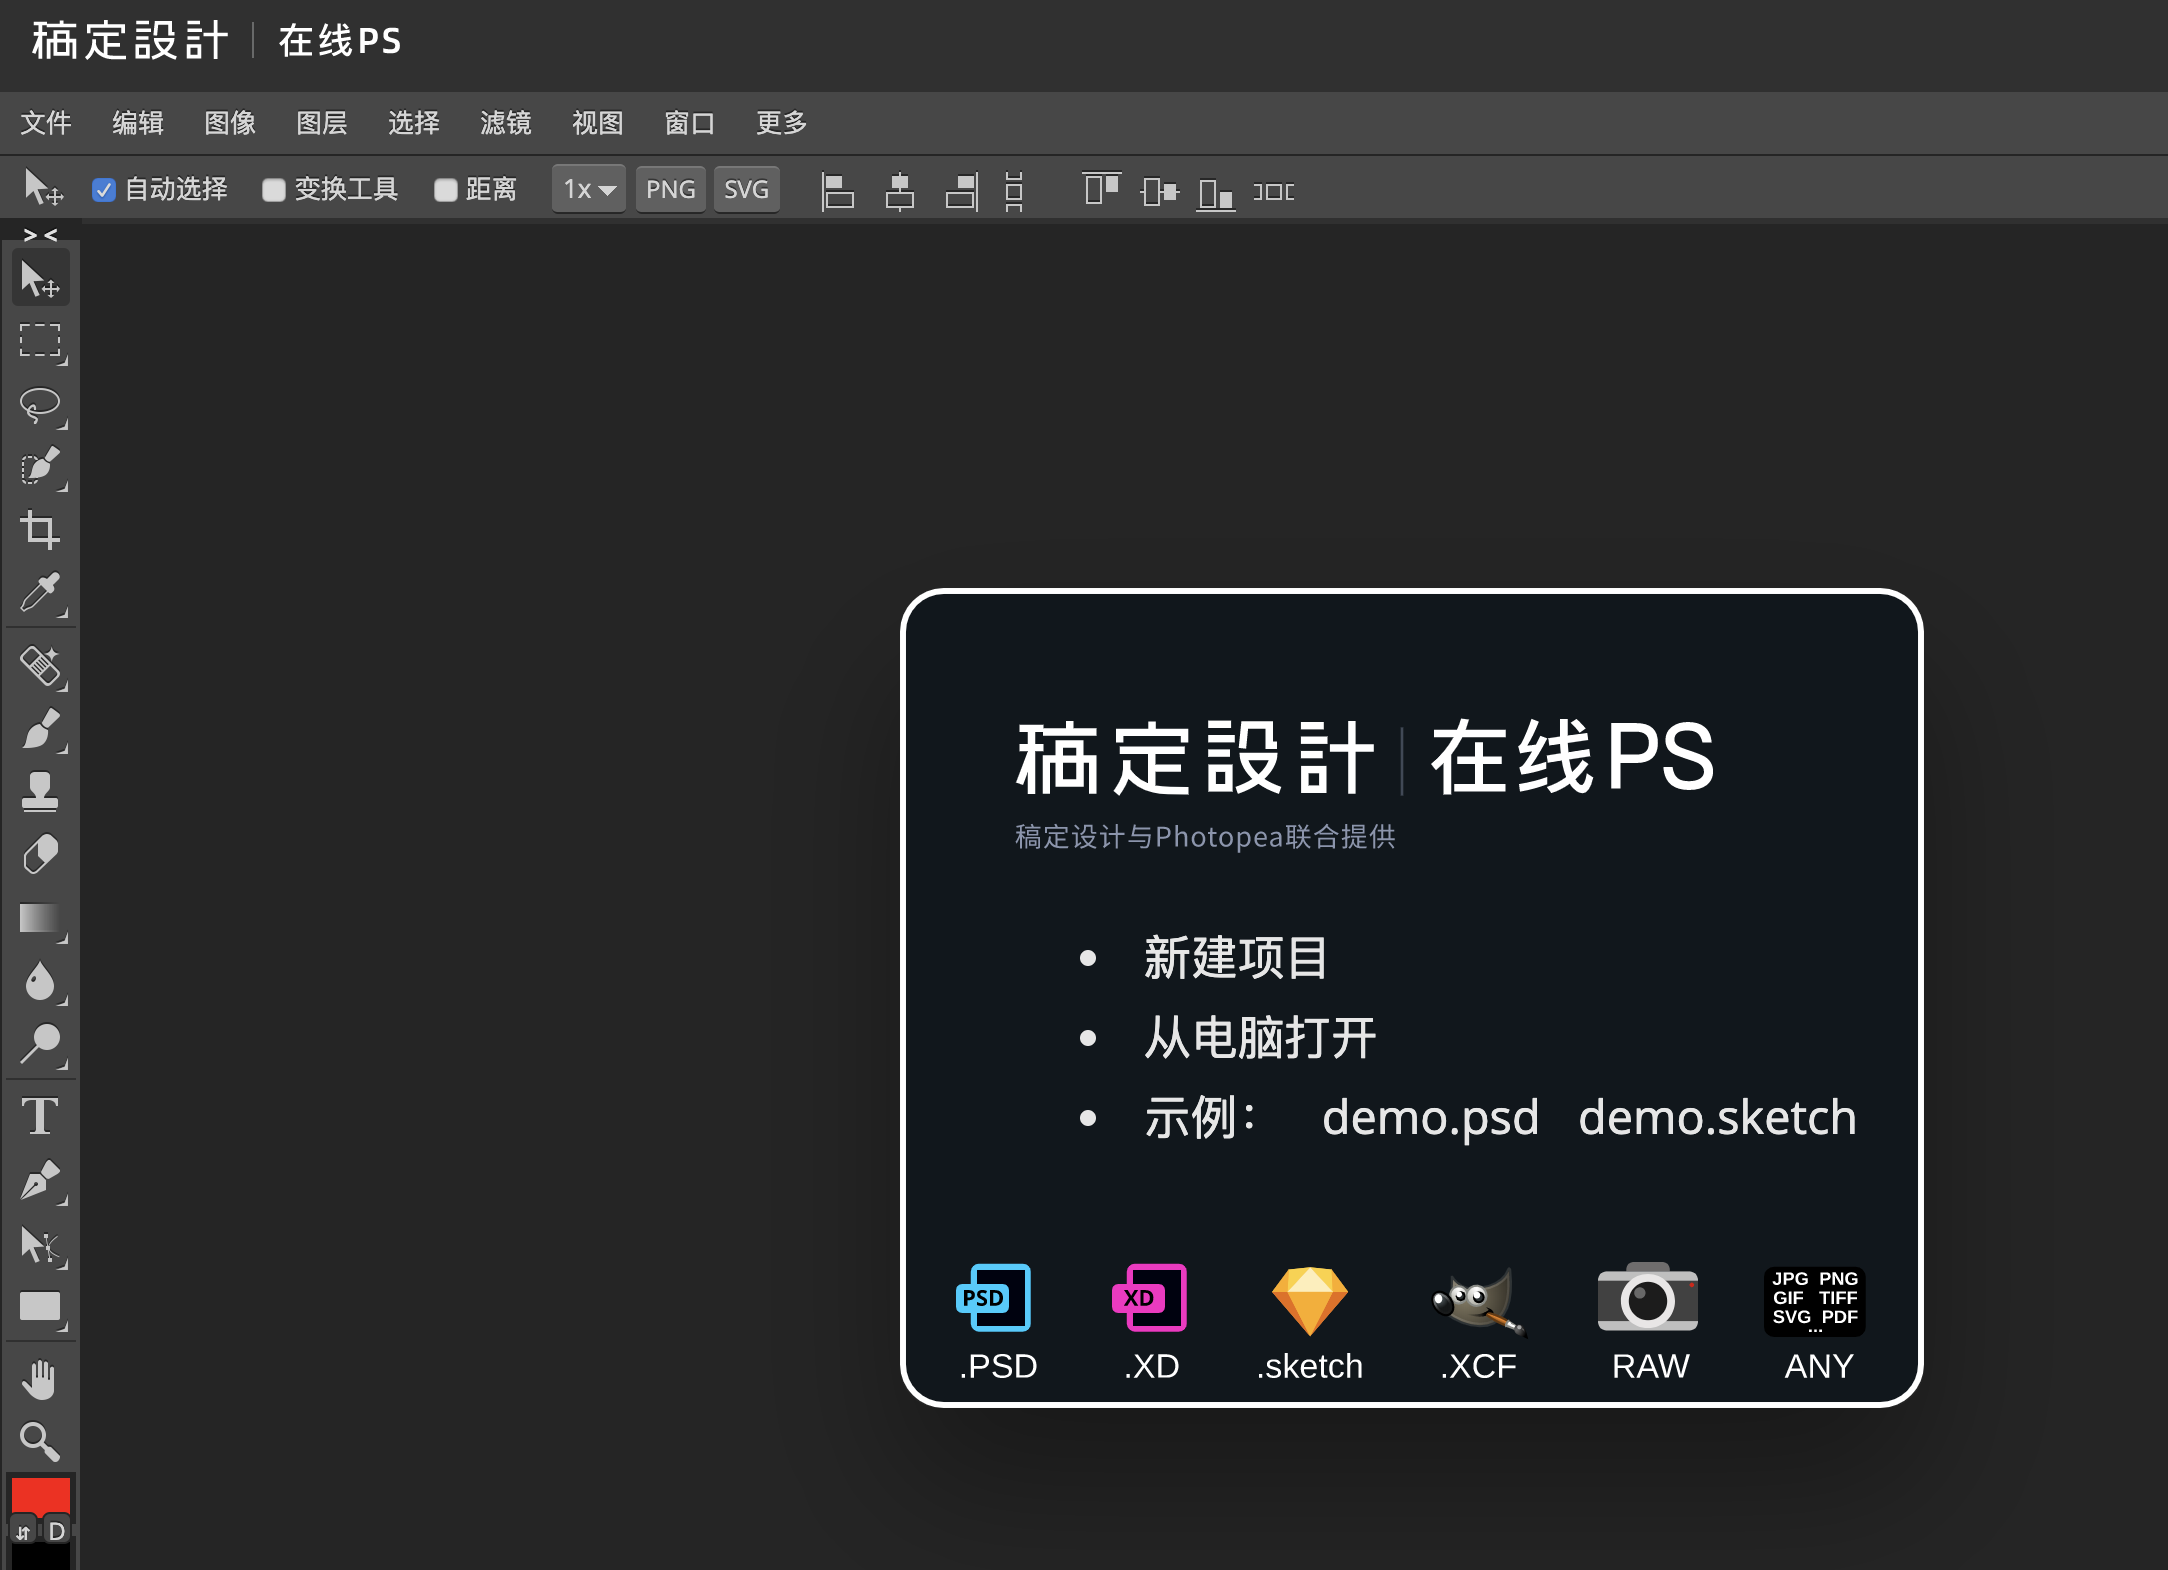 稿定設計 在线PS
文件 编辑 图像 图层 选择 滤镜 视图 窗口 更多
自动选择 变换工具 距离 1x PNG SVG
> <
稿定設計 在线PS
稿定设计与Photopea联合提供
• 新建项目
• 从电脑打开
• 示例： demo.psd demo.sketch
PSD XD
JPG PNG
GIF TIFF
SVG PDF
...
.PSD .XD .sketch .XCF RAW ANY
T
D